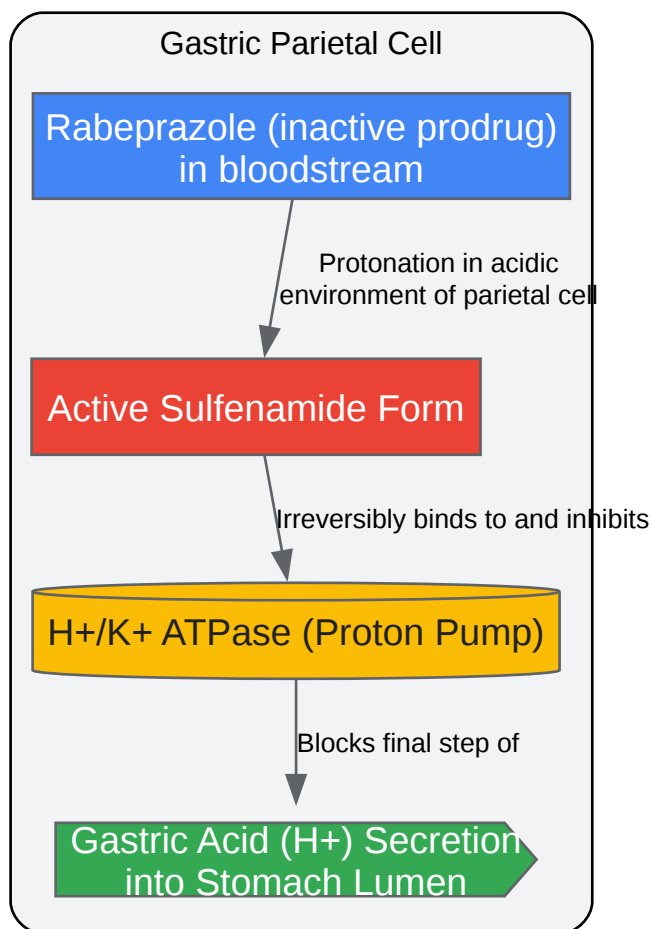 Gastric Parietal Cell
Rabeprazole (inactive prodrug)
in bloodstream
Protonation in acidic
environment of parietal cell
Active Sulfenamide Form
Irreversibly binds to and inhibits
H+/K+ ATPase (Proton Pump)
Blocks final step of
Gastric Acid (H+) Secretion
into Stomach Lumen